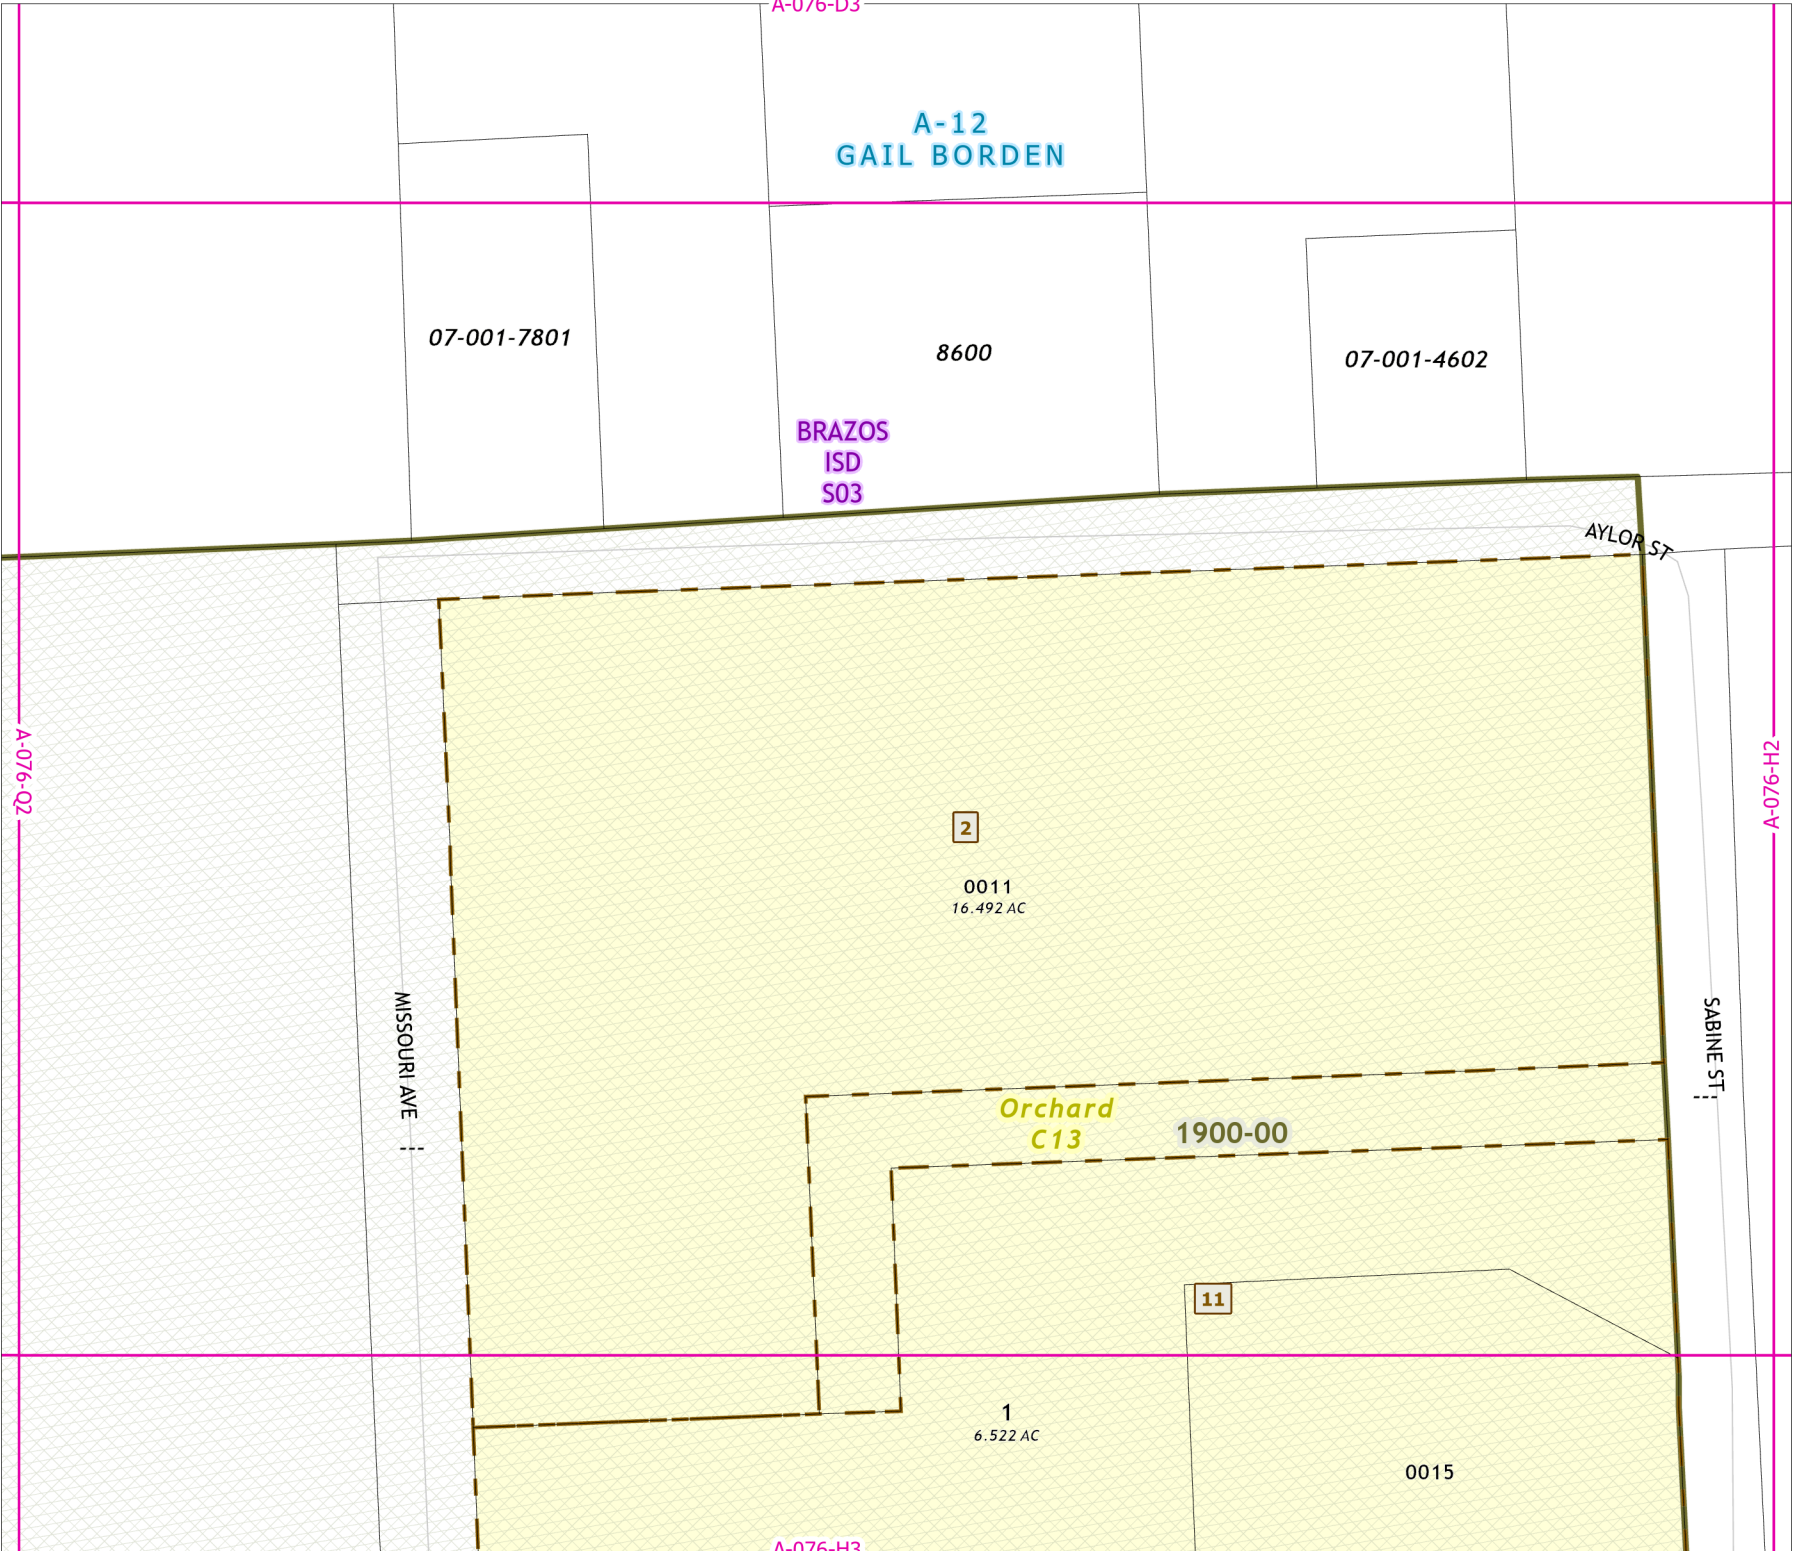 A-076-D3
A-12
GAIL BORDEN
07-001-7801
8600
07-001-4602
BRAZOS
ISD
S03
AYLOR ST
A-076-Q2
A-076-H2
2
0011
16.492 AC
MISSOURI AVE
SABINE ST
Orchard
C13
1900-00
11
1
6.522 AC
0015
A-076-H3